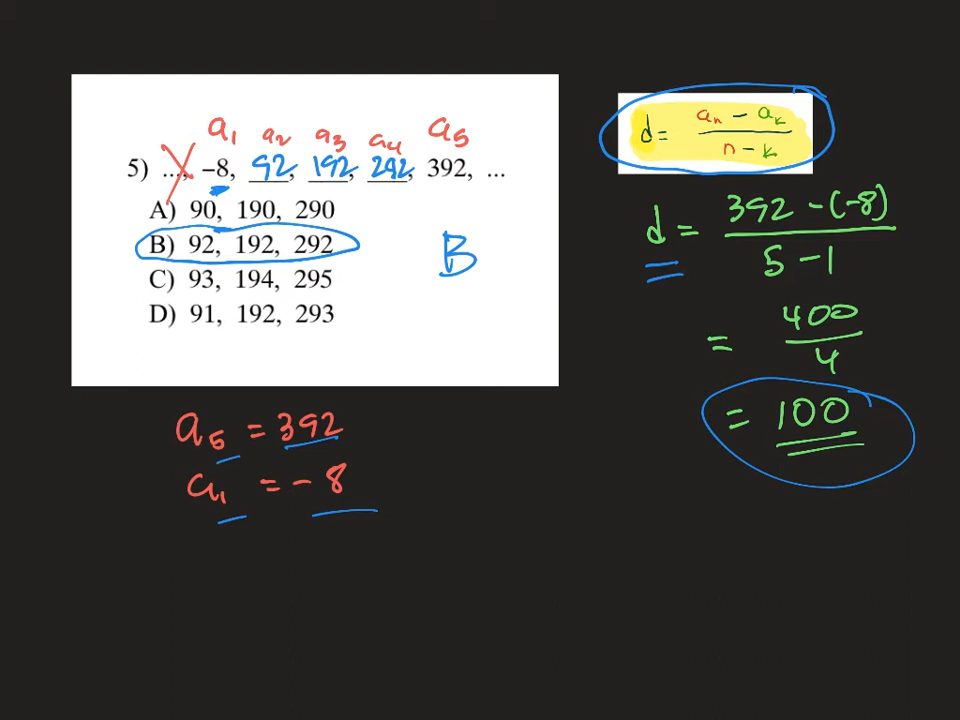 a1 a2 a3 a4 a5
5) ..., −8, 92, 192, 292, 392, ...
A) 90, 190, 290
B) 92, 192, 292
C) 93, 194, 295
D) 91, 192, 293
B
a5 = 392
a1 = -8
d= an - ak / n - k
d = 392 - (-8) / 5 - 1
= 400 / 4
= 100